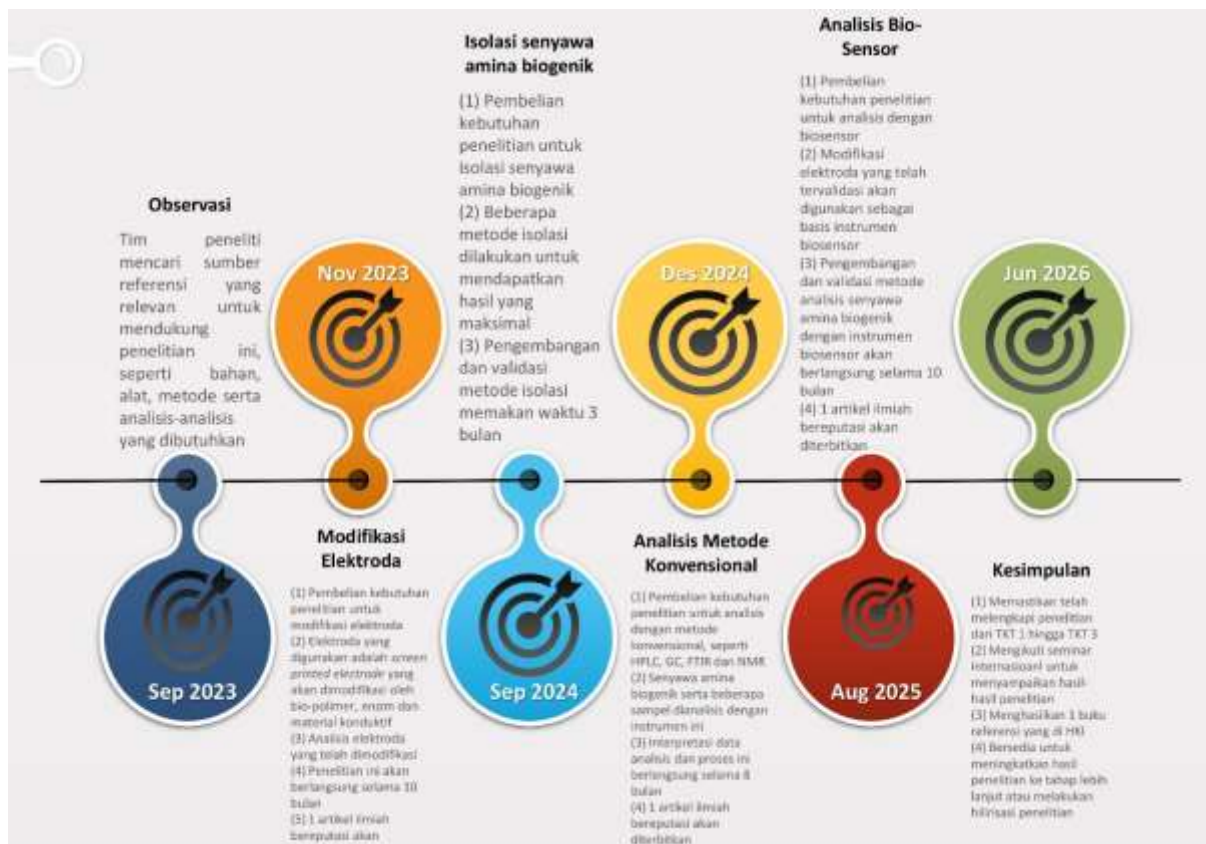 Observasi
Tim peneliti
mencari sumber
referensi yang
relevan untuk
mendukung
penelitian ini,
seperti bahan,
alat, metode serta
analisis-analisis
yang dibutuhkan
Sep 2023
Nov 2023
Modifikasi
Elektroda
(1) Pembelian kebutuhan
penelitian untuk
modifikasi elektroda
(2) Elektroda yang
digunakan adalah screen
printed electrode yang
akan dimodifikasi oleh
bio-polimer, enzim dan
material konduktif
(3) Analisis elektroda
yang telah dimodifikasi
(4) Penelitian ini akan
berlangsung selama 10
bulan
(5) 1 artikel ilmiah
bereputasi akan
Isolasi senyawa
amina biogenik
(1) Pembelian
kebutuhan
penelitian untuk
Isolasi senyawa
amina biogenik
(2) Beberapa
metode isolasi
dilakukan untuk
mendapatkan
hasil yang
maksimal
(3) Pengembangan
dan validasi
metode isolasi
memakan waktu 3
bulan
Sep 2024
Des 2024
Analisis Metode
Konvensional
(1) Pembelian kebutuhan
penelitian untuk analisis
dengan metode
konvensional, seperti
HPLC, GC, FTIR dan NMR
(2) Senyawa amina
biogenik serta beberapa
sampel dianalisis dengan
instrumen ini
(3) Interpretasi data
analisis dan proses ini
berlangsung selama 8
bulan
(4) 1 artikel ilmiah
bereputasi akan
diterbitkan
Analisis Bio-
Sensor
(1) Pembelian
kebutuhan penelitian
untuk analisis dengan
biosensor
(2) Modifikasi
elektroda yang telah
tervalidasi akan
digunakan sebagai
basis instrumen
biosensor
(3) Pengembangan
dan validasi metode
analisis senyawa
amina biogenik
dengan instrumen
biosensor akan
berlangsung selama 10
bulan
(4) 1 artikel ilmiah
bereputasi akan
diterbitkan
Aug 2025
Jun 2026
Kesimpulan
(1) Memastikan telah
melengkapi penelitian
dari TKT 1 hingga TKT 3
(2) Mengikuti seminar
Internasioanl untuk
menyampaikan hasil-
hasil penelitian
(3) Menghasilkan 1 buku
referensi yang di HKI
(4) Bersedia untuk
meningkatkan hasil
penelitian ke tahap lebih
lanjut atau melakukan
hilirisasi penelitian